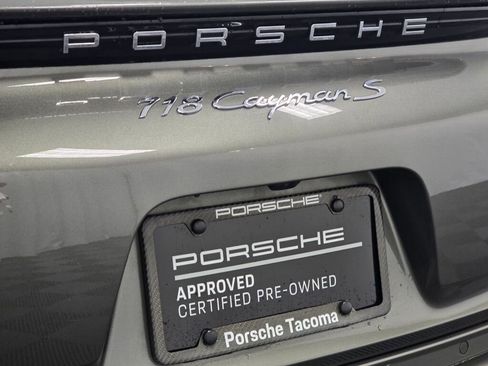 PORSCHE
718 Cayman S
PORSCHE
PORSCHE
APPROVED
CERTIFIED PRE-OWNED
Porsche Tacoma